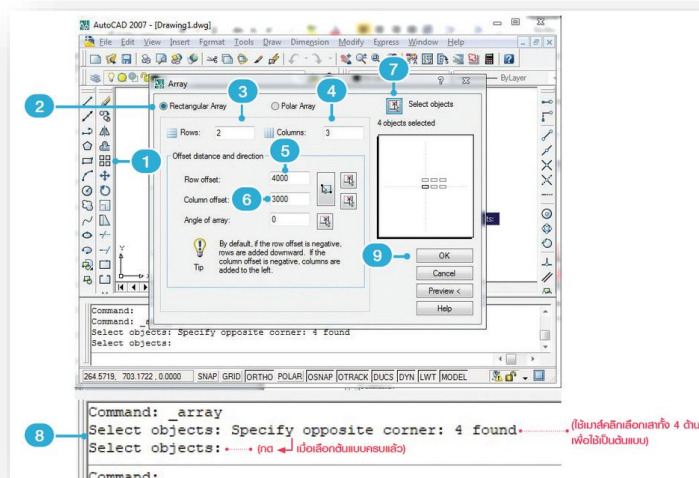 AutoCAD 2007 - [Drawing1.dwg]
File Edit View Insert Format Tools Draw Dimension Modify Express Window Help
7
ByLayer
Array
2
Rectangular Array
3
Polar Array
4
Select objects
4 objects selected
Rows: 2
Columns: 3
1
Offset distance and direction
5
Row offset: 4000
Column offset: 6 3000
Angle of array: 0
Tip
By default, if the row offset is negative,
rows are added downward. If the
column offset is negative, columns are
added to the left.
Y
9
OK
Cancel
Preview <
Help
Command:
Command: _a
Select objects: Specify opposite corner: 4 found
Select objects:
264.5719, 703.1722, 0.0000 SNAP GRID ORTHO POLAR OSNAP OTRACK DUCS DYN LWT MODEL
Command: _array
8
Select objects: Specify opposite corner: 4 found
(ใช้เมาส์คลิกเลือกเสาทั้ง 4 ด้าน
เพื่อใช้เป็นต้นแบบ)
Select objects:
(กด เมื่อเลือกต้นแบบครบแล้ว)
Command: